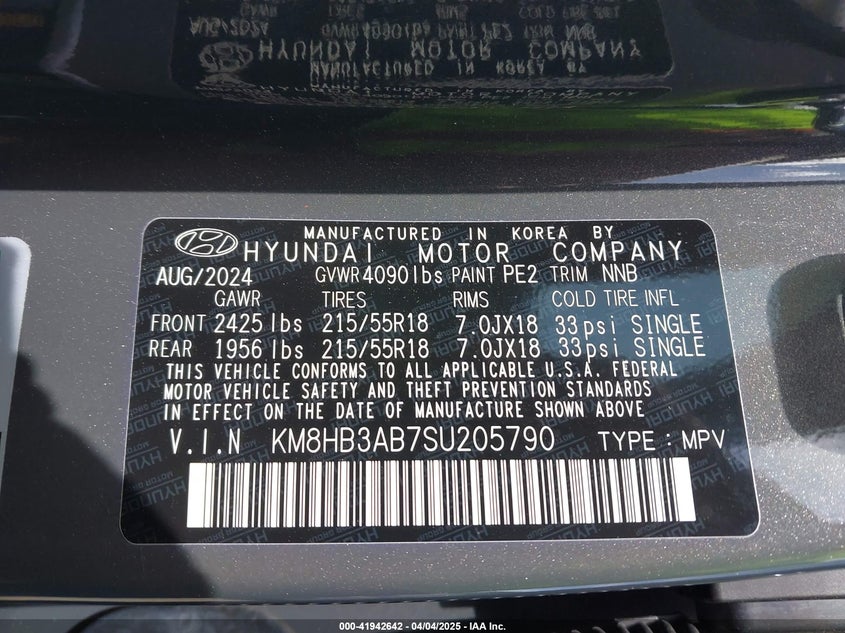 MANUFACTURED IN KOREA BY
HYUNDAI MOTOR COMPANY
AUG/2024 GVWR 4090lbs PAINT PE2 TRIM NNB
GAWR TIRES RIMS COLD TIRE INFL
FRONT 2425 lbs 215/55R18 7.0JX18 33psi SINGLE
REAR 1956 lbs 215/55R18 7.0JX18 33psi SINGLE
THIS VEHICLE CONFORMS TO ALL APPLICABLE U.S.A. FEDERAL
MOTOR VEHICLE SAFETY AND THEFT PREVENTION STANDARDS
IN EFFECT ON THE DATE OF MANUFACTURE SHOWN ABOVE
V.I.N KM8HB3AB7SU205790 TYPE : MPV
000-41942642 - 04/04/2025 - IAA Inc.